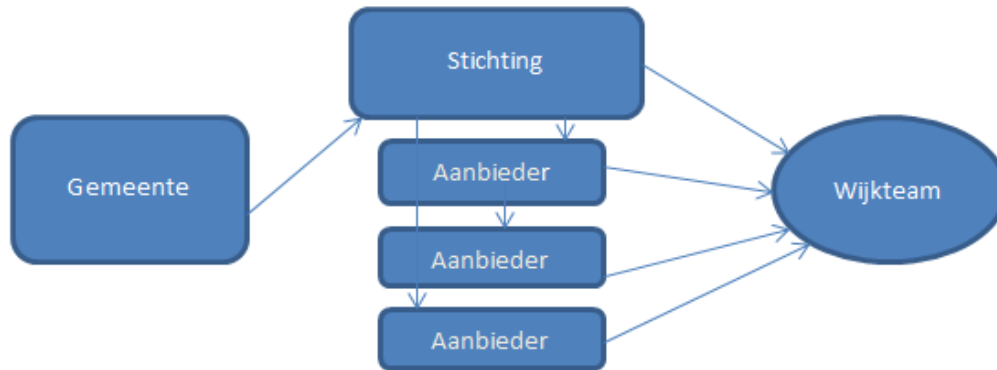 Stichting
Gemeente
Aanbieder
Wijkteam
Aanbieder
Aanbieder